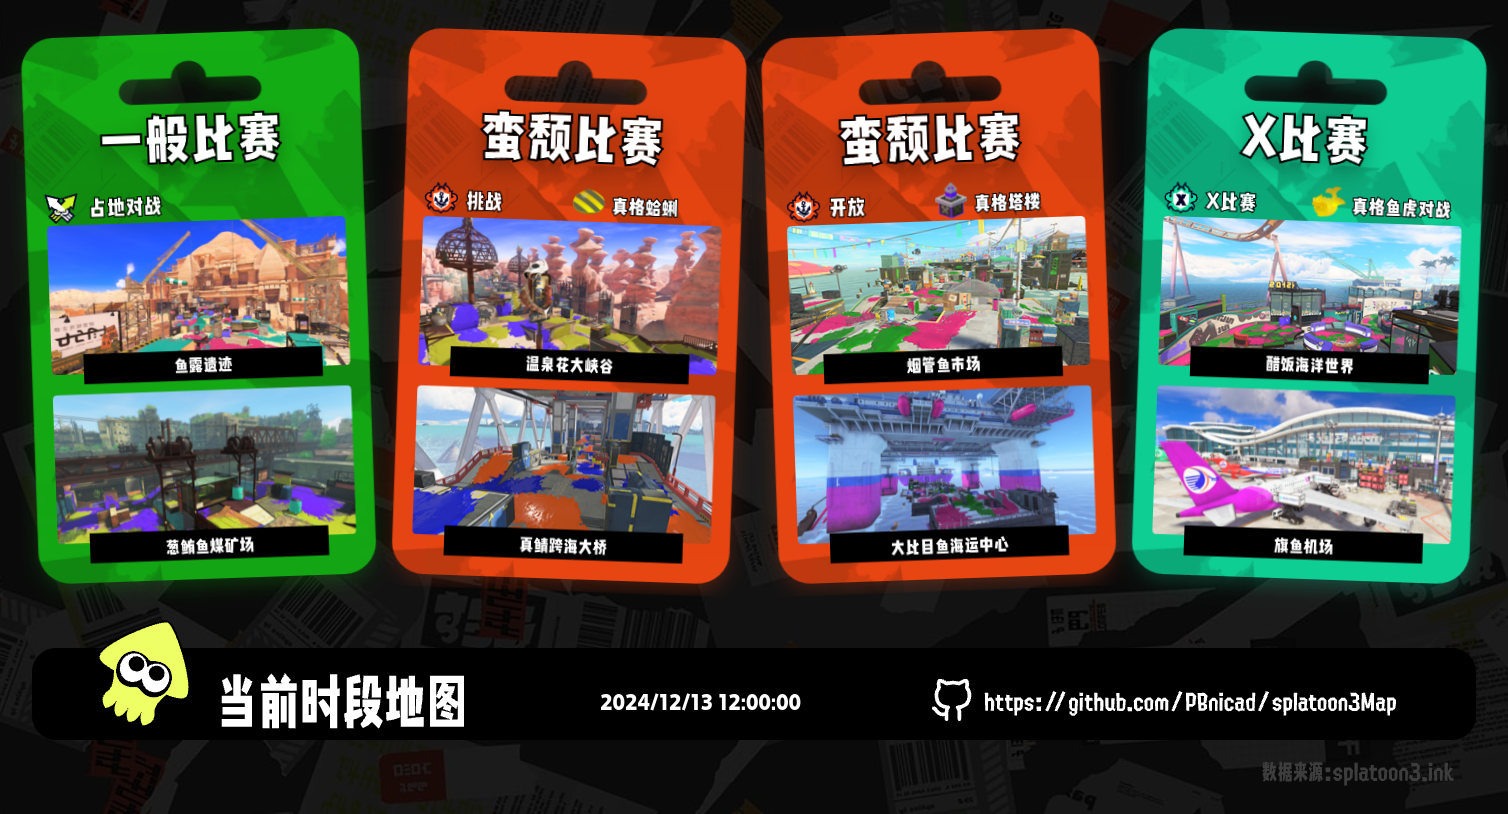 一般比赛
占地对战
鱼露遗迹
葱鲔鱼煤矿场
蛮颓比赛
挑战
真格蛤蜊
温泉花大峡谷
真鲭跨海大桥
蛮颓比赛
开放
真格塔楼
烟管鱼市场
大比目鱼海运中心
X比赛
X比赛
真格鱼虎对战
醋饭海洋世界
旗鱼机场
当前时段地图
2024/12/13 12:00:00
https://github.com/PBnicad/splatoon3Map
数据来源:splatoon3.ink